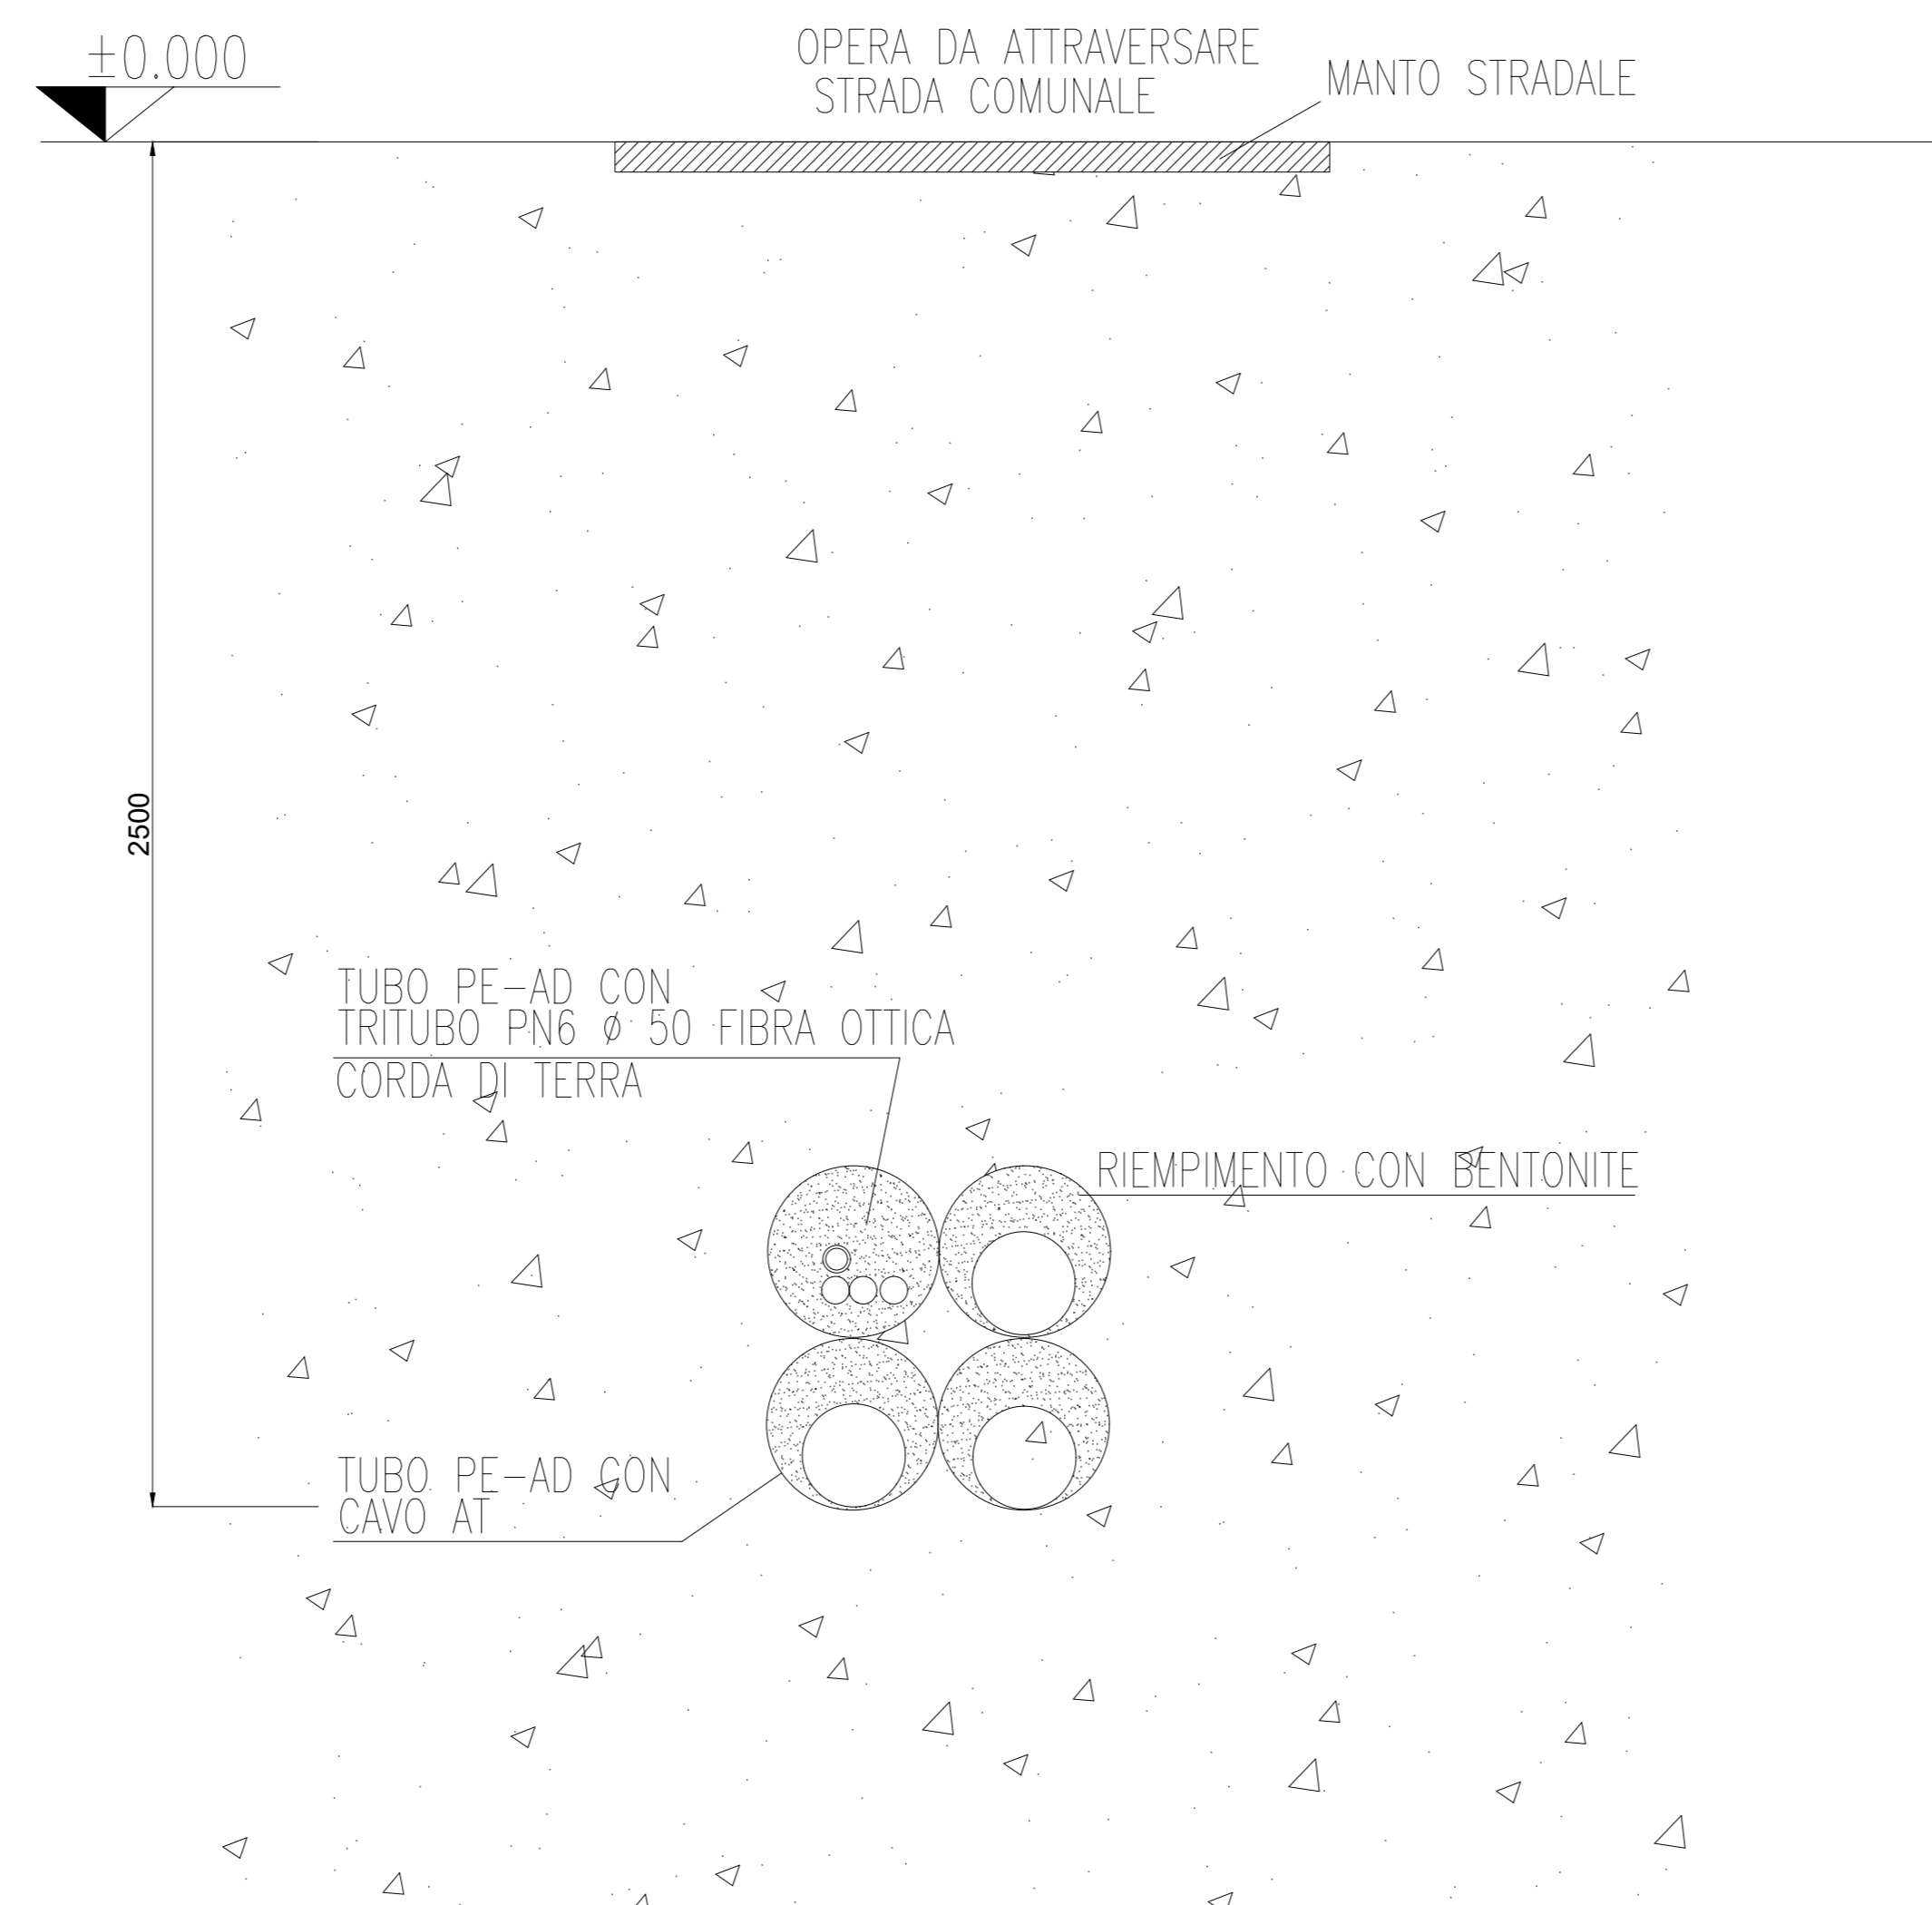 ±0.000
OPERA DA ATTRAVERSARE
STRADA COMUNALE
MANTO STRADALE
2500
TUBO PE-AD CON
TRITUBO PN6 ø 50 FIBRA OTTICA
CORDA DI TERRA
RIEMPIMENTO CON BENTONITE
TUBO PE-AD CON
CAVO AT